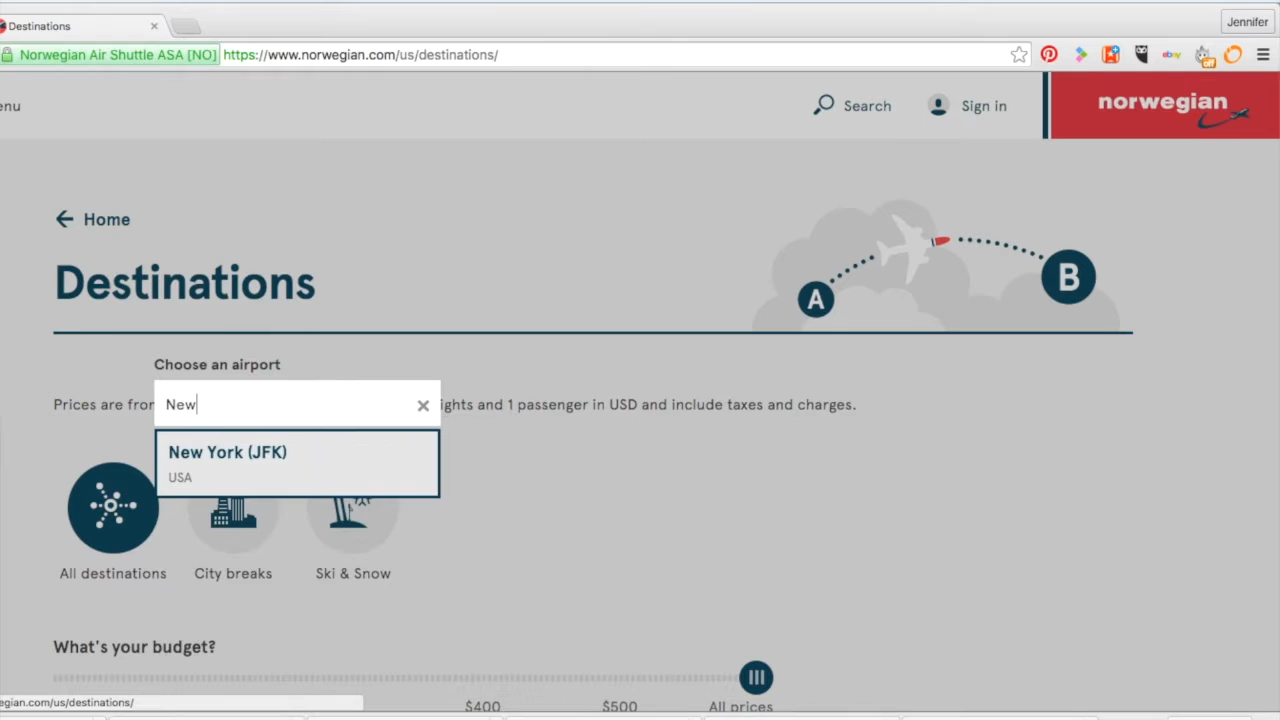 Destinations
Jennifer
Norwegian Air Shuttle ASA [NO] https://www.norwegian.com/us/destinations/
ebay
off
enu
Search
Sign in
norwegian
Home
Destinations
A
B
Choose an airport
Prices are from
New
ights and 1 passenger in USD and include taxes and charges.
New York (JFK)
USA
All destinations
City breaks
Ski & Snow
What's your budget?
egian.com/us/destinations/
$400
$500
All prices